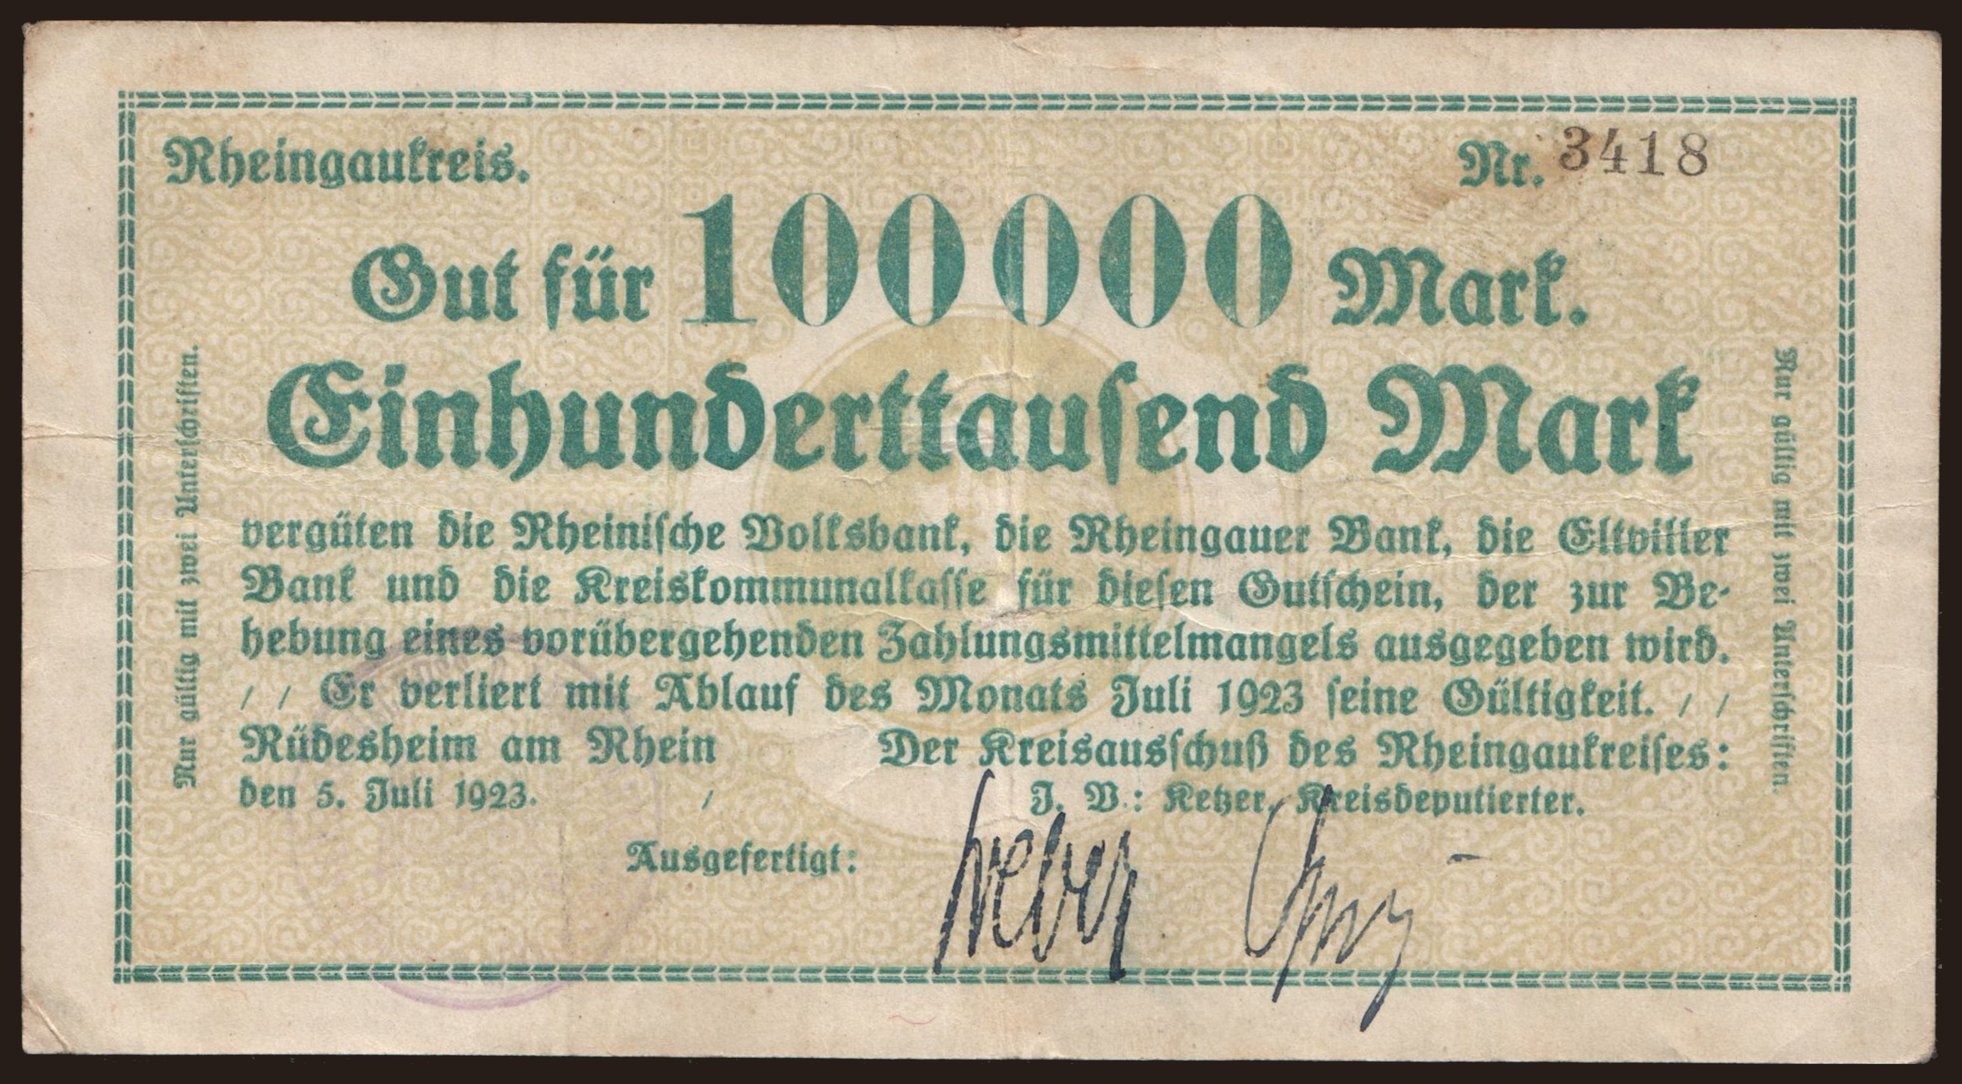 Rheingaukreis.
Nr. 3418
Gut für 100000 Mark.
Einhunderttausend Mark
vergüten die Rheinische Volksbank, die Rheingauer Bank, die Eltviller
Bank und die Kreiskommunalkasse für diesen Gutschein, der zur Be-
hebung eines vorübergehenden Zahlungsmittelmangels ausgegeben wird.
/ / Er verliert mit Ablauf des Monats Juli 1923 seine Gültigkeit. / /
Rüdesheim am Rhein
Der Kreisausschuß des Rheingaukreises:
den 5. Juli 1923. /
J. V.: Ketzer, Kreisdeputierter.
Ausgefertigt:
Nur gültig mit zwei Unterschriften.
Nur gültig mit zwei Unterschriften.